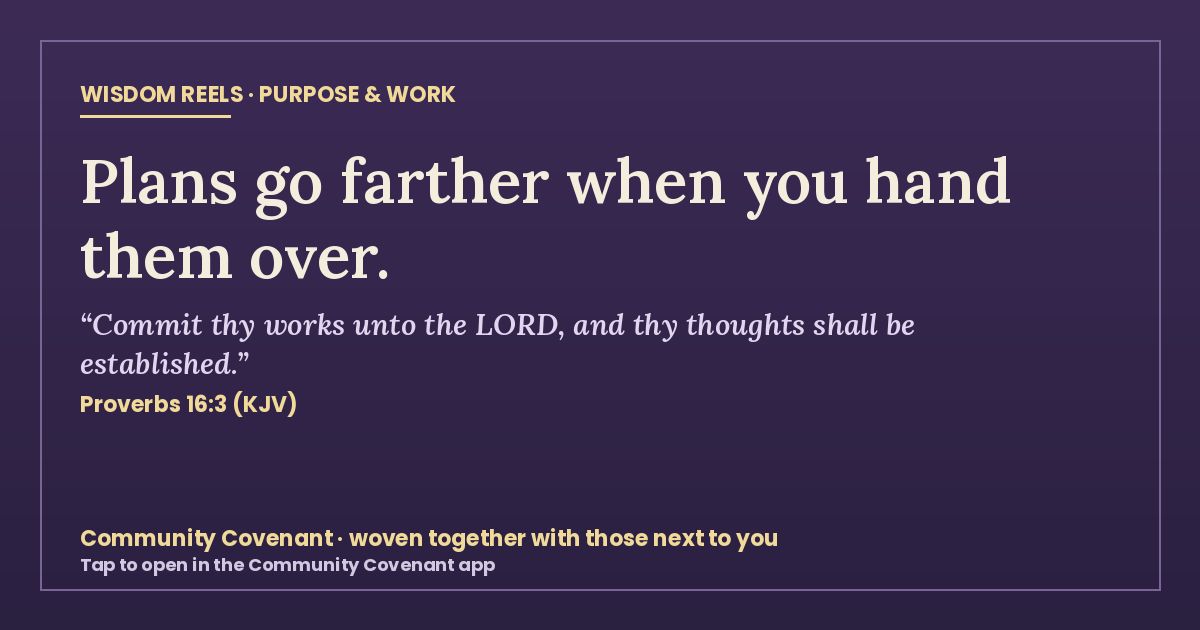 WISDOM REELS · PURPOSE & WORK
Plans go farther when you hand
them over.
“Commit thy works unto the LORD, and thy thoughts shall be
established.”
Proverbs 16:3 (KJV)
Community Covenant · woven together with those next to you
Tap to open in the Community Covenant app